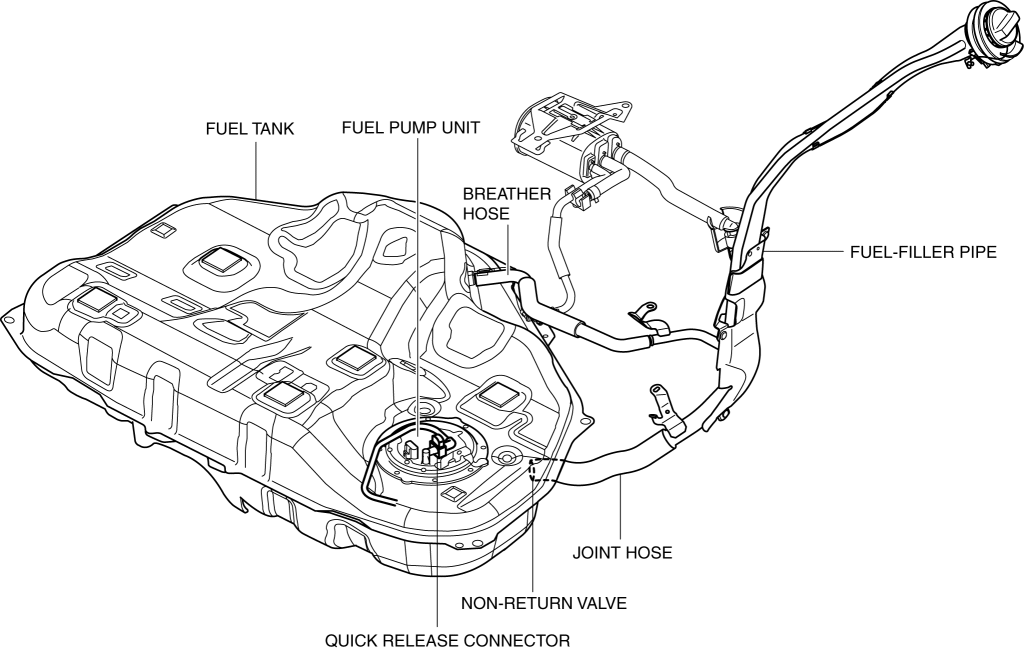 FUEL TANK
FUEL PUMP UNIT
BREATHER
HOSE
FUEL-FILLER PIPE
JOINT HOSE
NON-RETURN VALVE
QUICK RELEASE CONNECTOR